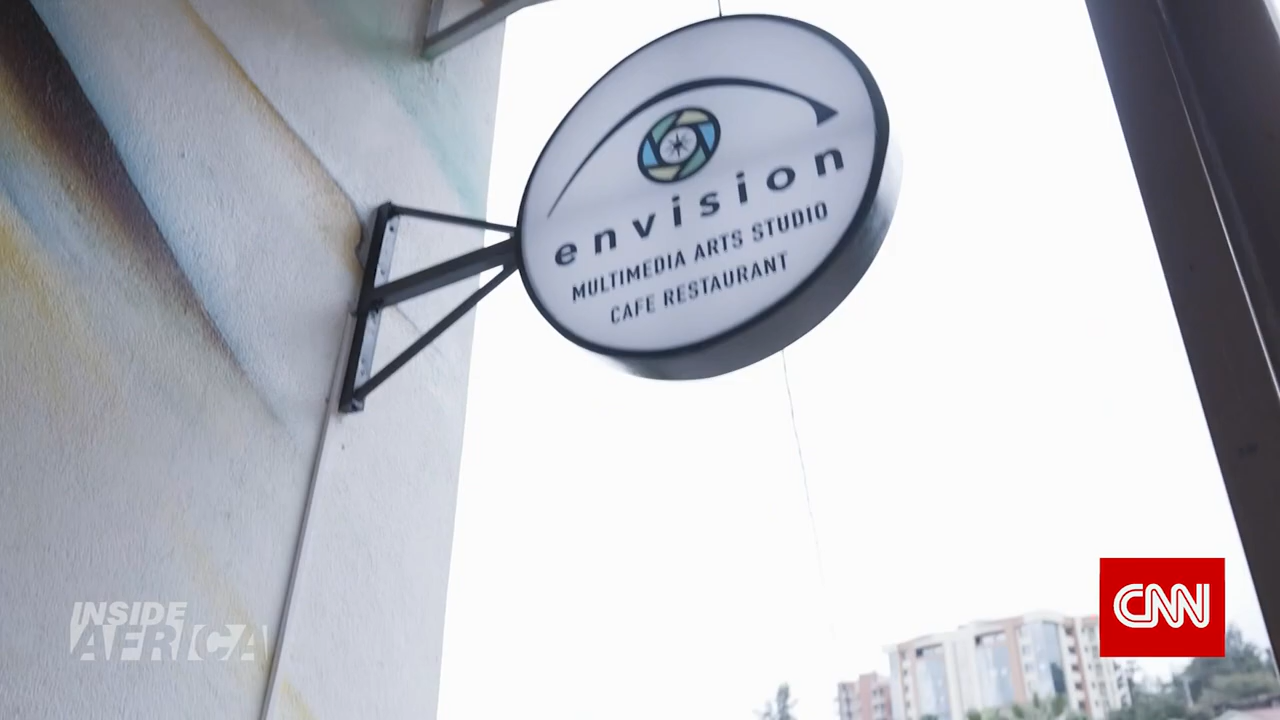 envision
MULTIMEDIA ARTS STUDIO
CAFE RESTAURANT
INSIDE
AFRICA
CNN